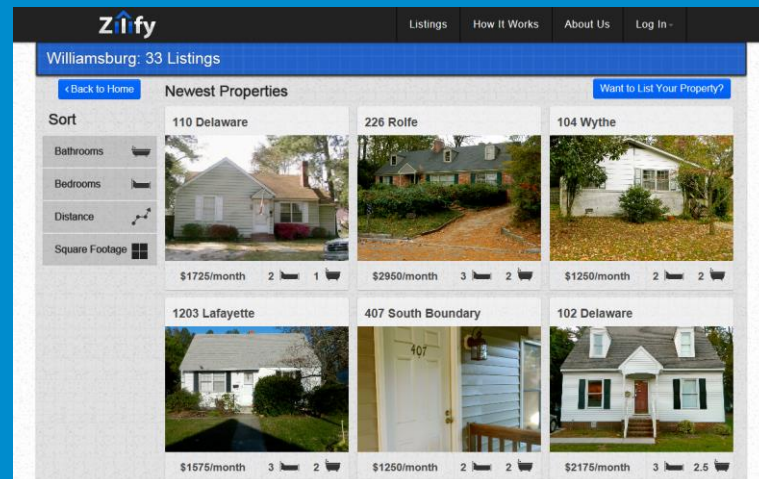 Zilify
Listings How It Works About Us Log In
Williamsburg: 33 Listings
‹ Back to Home
Newest Properties
Want to List Your Property?
Sort
Bathrooms
Bedrooms
Distance
Square Footage
110 Delaware
226 Rolfe
104 Wythe
$1725/month 2 1
$2950/month 3 2
$1250/month 2 2
1203 Lafayette
407 South Boundary
102 Delaware
407
$1575/month 3 2
$1250/month 2 2
$2175/month 3 2.5